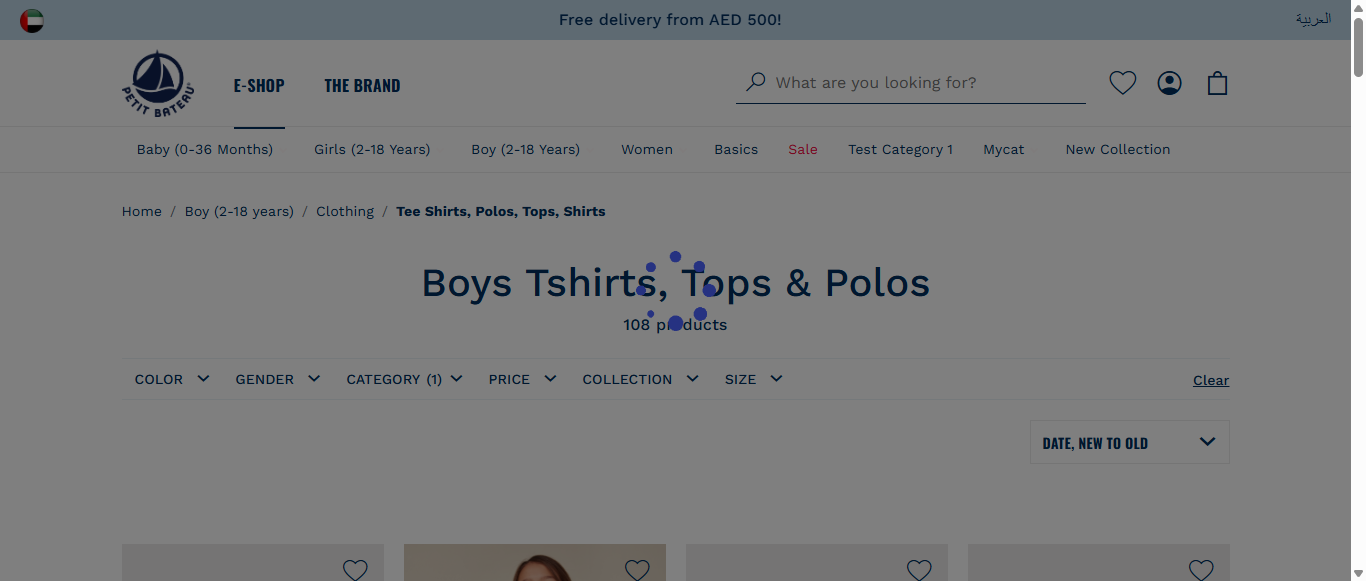 Free delivery from AED 500!
العربية
PETIT BATEAU
E-SHOP
THE BRAND
What are you looking for?
Baby (0-36 Months)
Girls (2-18 Years)
Boy (2-18 Years)
Women
Basics
Sale
Test Category 1
Mycat
New Collection
Home / Boy (2-18 years) / Clothing / Tee Shirts, Polos, Tops, Shirts
Boys Tshirts, Tops & Polos
108 products
COLOR
GENDER
CATEGORY (1)
PRICE
COLLECTION
SIZE
Clear
DATE, NEW TO OLD